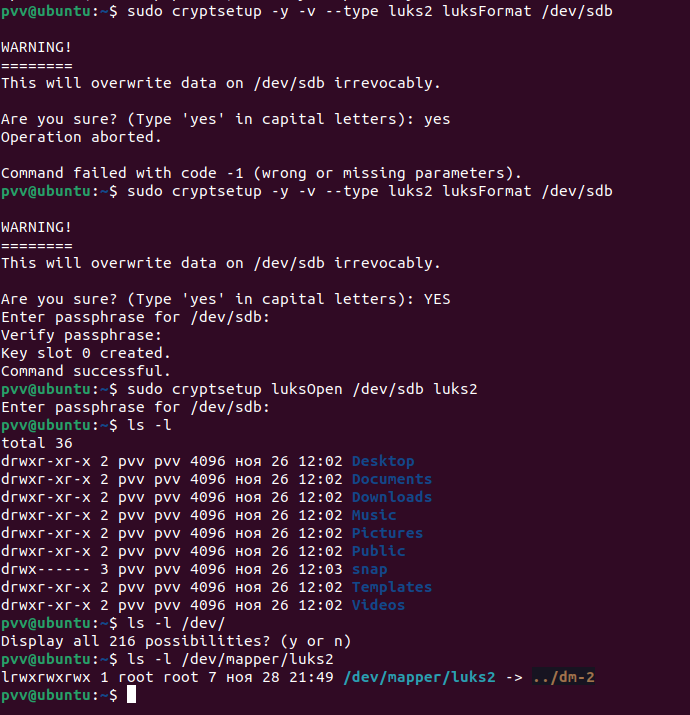 pvv@ubuntu:~$ sudo cryptsetup -y -v --type luks2 luksFormat /dev/sdb
WARNING!
========
This will overwrite data on /dev/sdb irrevocably.
Are you sure? (Type 'yes' in capital letters): yes
Operation aborted.
Command failed with code -1 (wrong or missing parameters).
pvv@ubuntu:~$ sudo cryptsetup -y -v --type luks2 luksFormat /dev/sdb
WARNING!
========
This will overwrite data on /dev/sdb irrevocably.
Are you sure? (Type 'yes' in capital letters): YES
Enter passphrase for /dev/sdb:
Verify passphrase:
Key slot 0 created.
Command successful.
pvv@ubuntu:~$ sudo cryptsetup luksOpen /dev/sdb luks2
Enter passphrase for /dev/sdb:
pvv@ubuntu:~$ ls -l
total 36
drwxr-xr-x 2 pvv pvv 4096 ноя 26 12:02 Desktop
drwxr-xr-x 2 pvv pvv 4096 ноя 26 12:02 Documents
drwxr-xr-x 2 pvv pvv 4096 ноя 26 12:02 Downloads
drwxr-xr-x 2 pvv pvv 4096 ноя 26 12:02 Music
drwxr-xr-x 2 pvv pvv 4096 ноя 26 12:02 Pictures
drwxr-xr-x 2 pvv pvv 4096 ноя 26 12:02 Public
drwx------ 3 pvv pvv 4096 ноя 26 12:03 snap
drwxr-xr-x 2 pvv pvv 4096 ноя 26 12:02 Templates
drwxr-xr-x 2 pvv pvv 4096 ноя 26 12:02 Videos
pvv@ubuntu:~$ ls -l /dev/
Display all 216 possibilities? (y or n)
pvv@ubuntu:~$ ls -l /dev/mapper/luks2
lrwxrwxrwx 1 root root 7 ноя 28 21:49 /dev/mapper/luks2 -> ../dm-2
pvv@ubuntu:~$